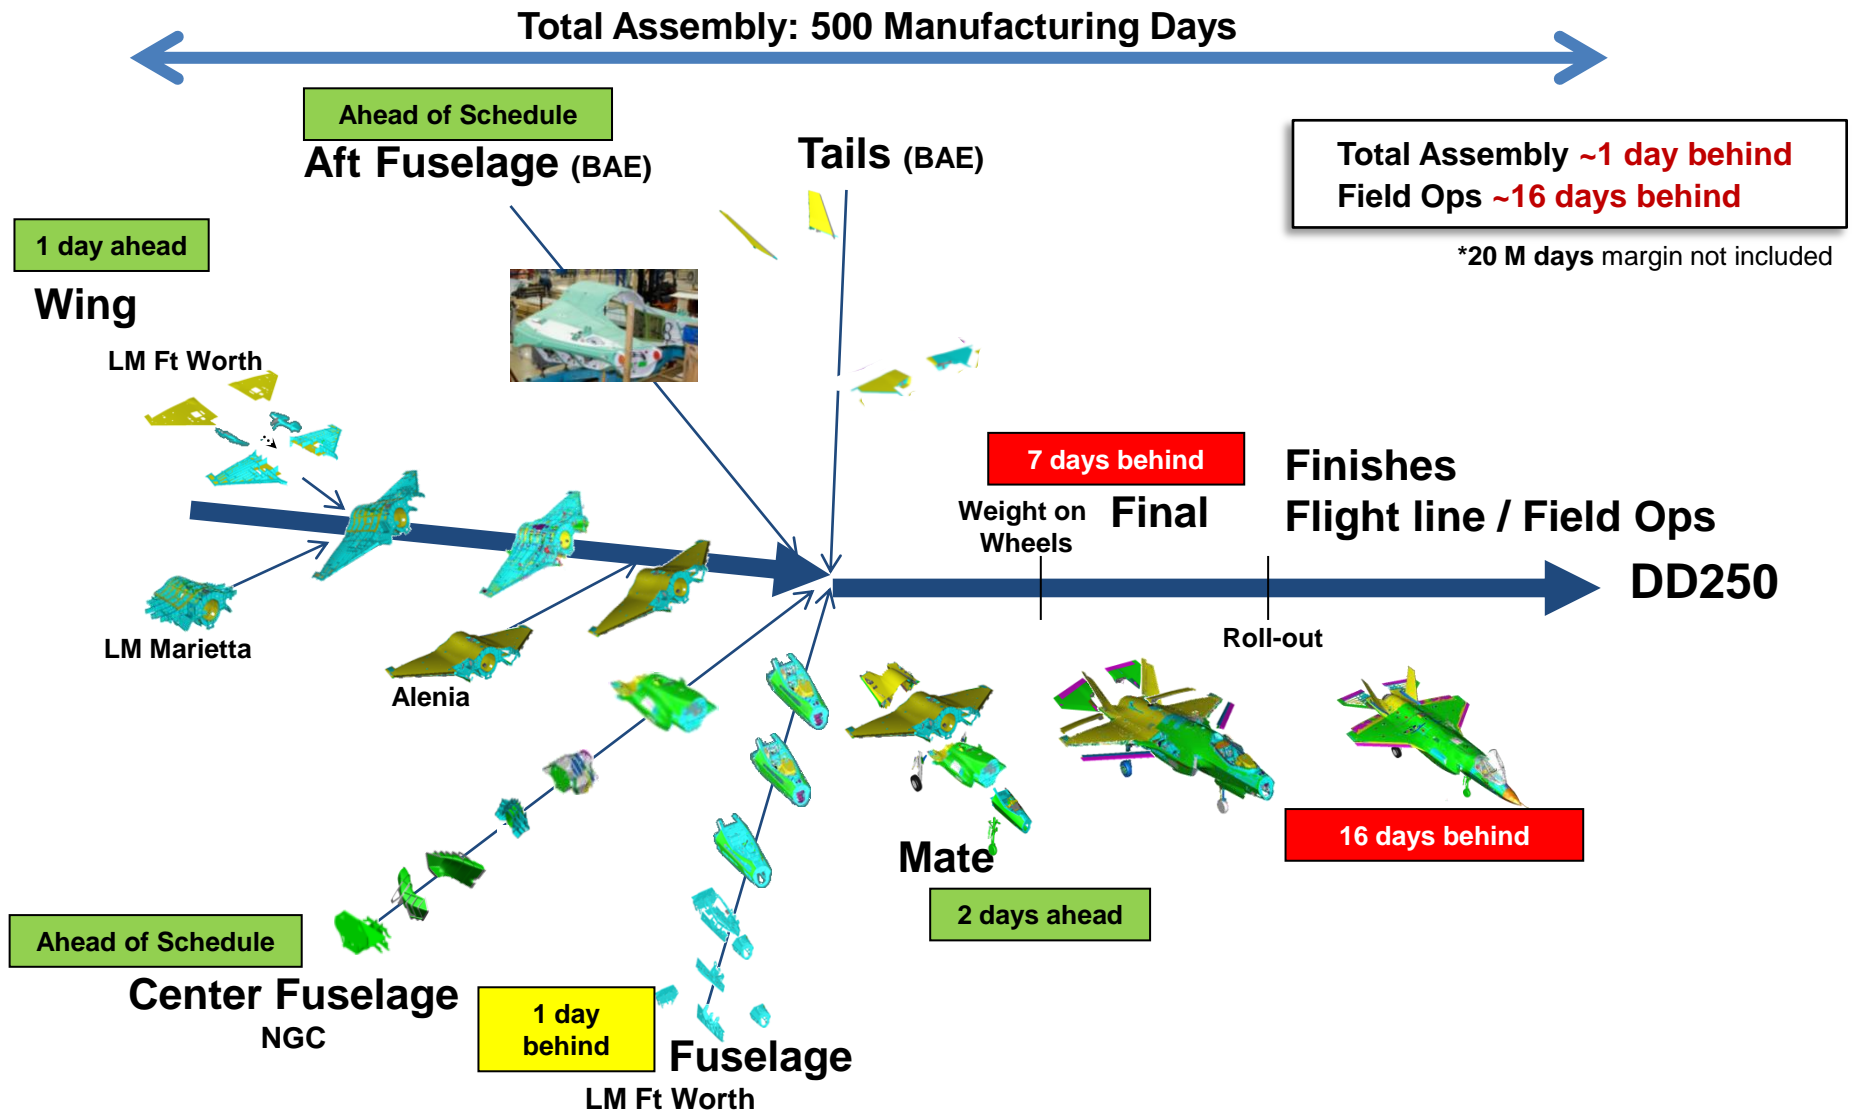 Total Assembly: 500 Manufacturing Days
Ahead of Schedule
Aft Fuselage (BAE)
Tails (BAE)
Total Assembly ~1 day behind
Field Ops ~16 days behind
*20 M days margin not included
1 day ahead
Wing
LM Ft Worth
LM Marietta
Alenia
7 days behind
Weight on
Wheels
Final
Finishes
Flight line / Field Ops
DD250
Roll-out
16 days behind
Mate
2 days ahead
Ahead of Schedule
Center Fuselage
NGC
1 day
behind
Fuselage
LM Ft Worth